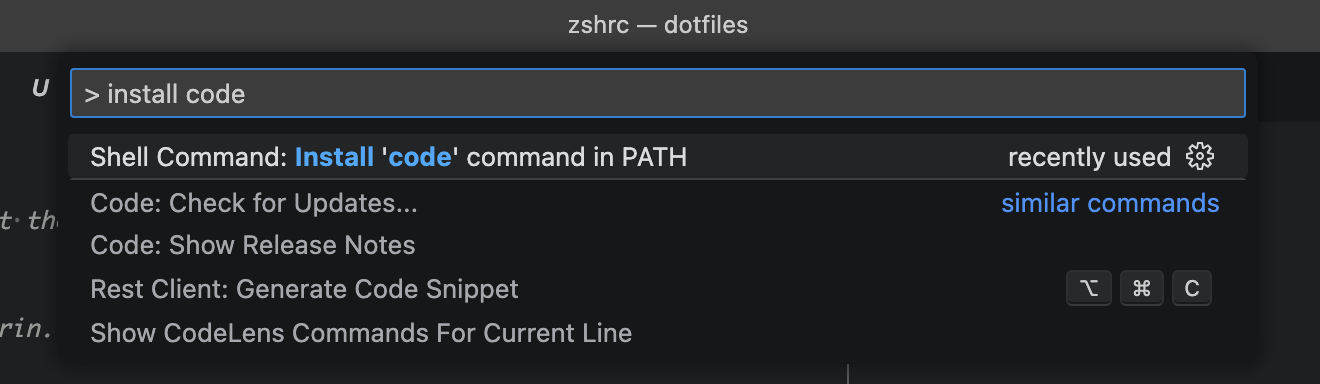 zshrc — dotfiles
U
> install code
Shell Command: Install 'code' command in PATH recently used
Code: Check for Updates... similar commands
t· the
Code: Show Release Notes
Rest Client: Generate Code Snippet ⌥ ⌘ C
rin.
Show CodeLens Commands For Current Line